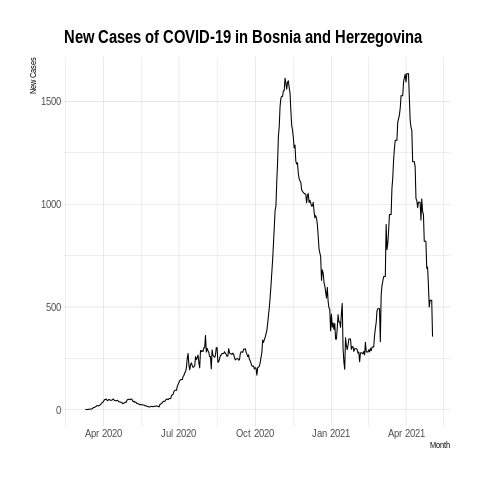 New Cases of COVID-19 in Bosnia and Herzegovina
New Cases
1500
1000
500
0
Apr 2020
Jul 2020
Oct 2020
Jan 2021
Apr 2021
Month